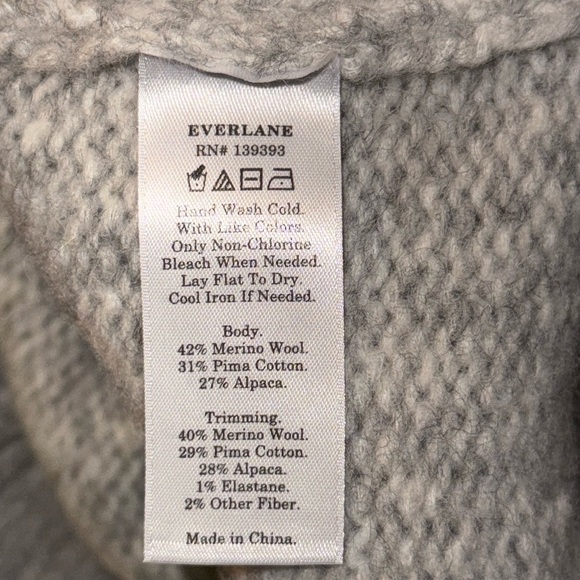 EVERLANE
RN# 139393
Hand Wash Cold.
With Like Colors.
Only Non-Chlorine
Bleach When Needed.
Lay Flat To Dry.
Cool Iron If Needed.
Body.
42% Merino Wool.
31% Pima Cotton.
27% Alpaca.
Trimming.
40% Merino Wool.
29% Pima Cotton.
28% Alpaca.
1% Elastane.
2% Other Fiber.
Made in China.